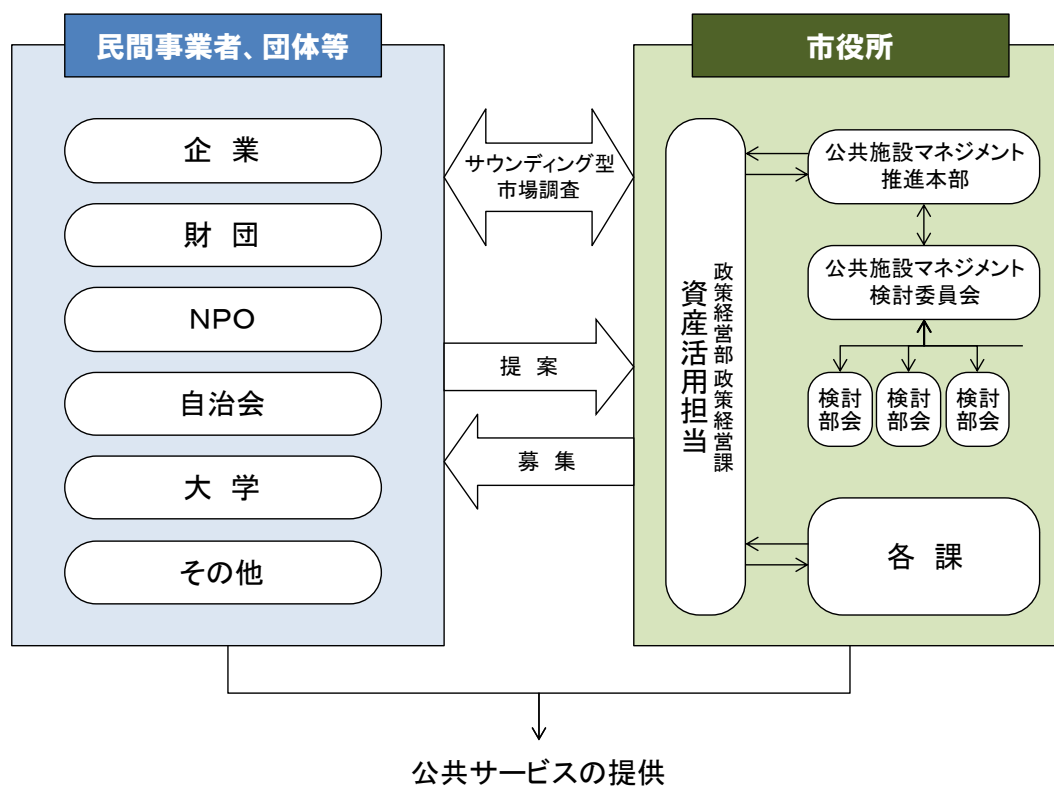 民間事業者、団体等
企 業
財 団
NPO
自治会
大 学
その他
サウンディング型
市場調査
提 案
募 集
市役所
政策経営部 政策経営課
資産活用担当
公共施設マネジメント
推進本部
公共施設マネジメント
検討委員会
検討
部会
検討
部会
検討
部会
各 課
公共サービスの提供